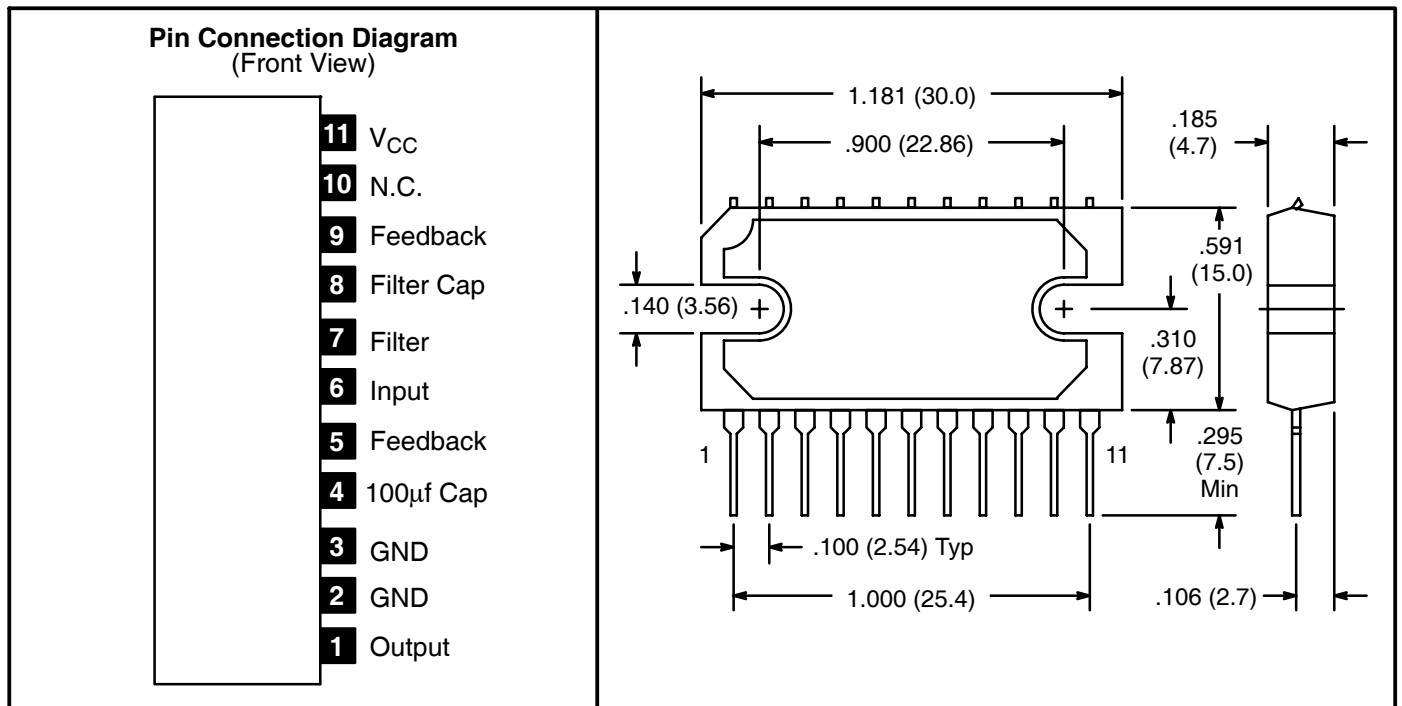 Pin Connection Diagram
(Front View)
11 VCC
10 N.C.
9 Feedback
8 Filter Cap
7 Filter
6 Input
5 Feedback
4 100μf Cap
3 GND
2 GND
1 Output
1.181 (30.0)
.900 (22.86)
.185
(4.7)
.140 (3.56)
.591
(15.0)
.310
(7.87)
1
11
.295
(7.5)
Min
.100 (2.54) Typ
1.000 (25.4)
.106 (2.7)